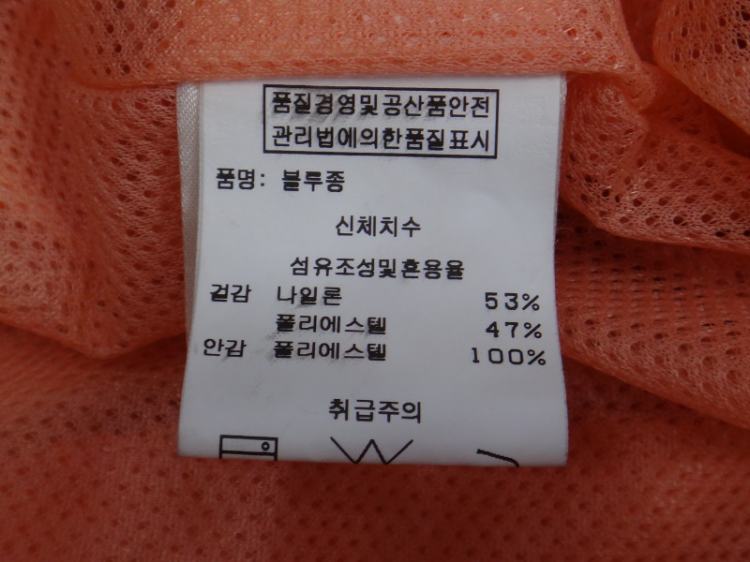 품질경영및공산품안전
관리법에의한품질표시
품명: 블루종
신체치수
섬유조성및혼용율
겉감 나일론 53%
폴리에스텔 47%
안감 폴리에스텔 100%
취급주의